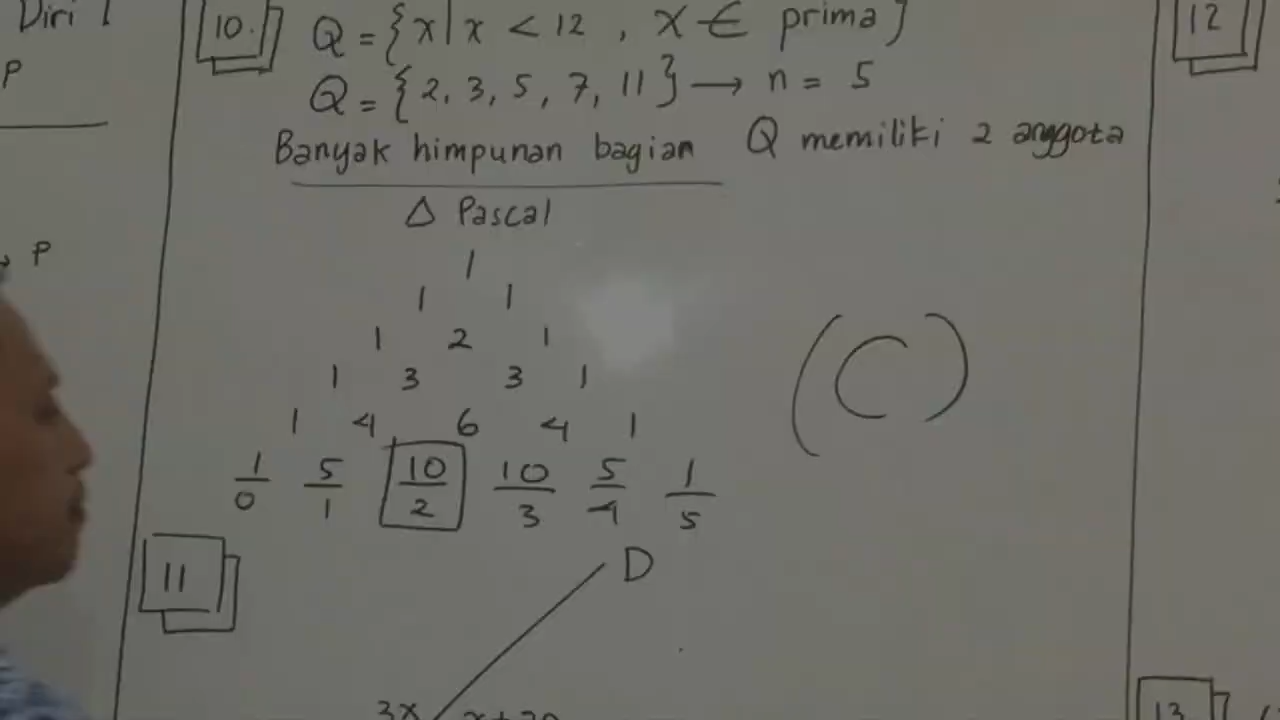 Diri
P
P
10.
Q = {x | x < 12 , x ∈ prima}
Q = {2, 3, 5, 7, 11} → n = 5
Banyak himpunan bagian Q memiliki 2 anggota
△ Pascal
1
1 1
1 2 1
1 3 3 1
1 4 6 4 1
1/0 5/1 10/2 10/3 5/4 1/5
(C)
11
D
3x
12
13